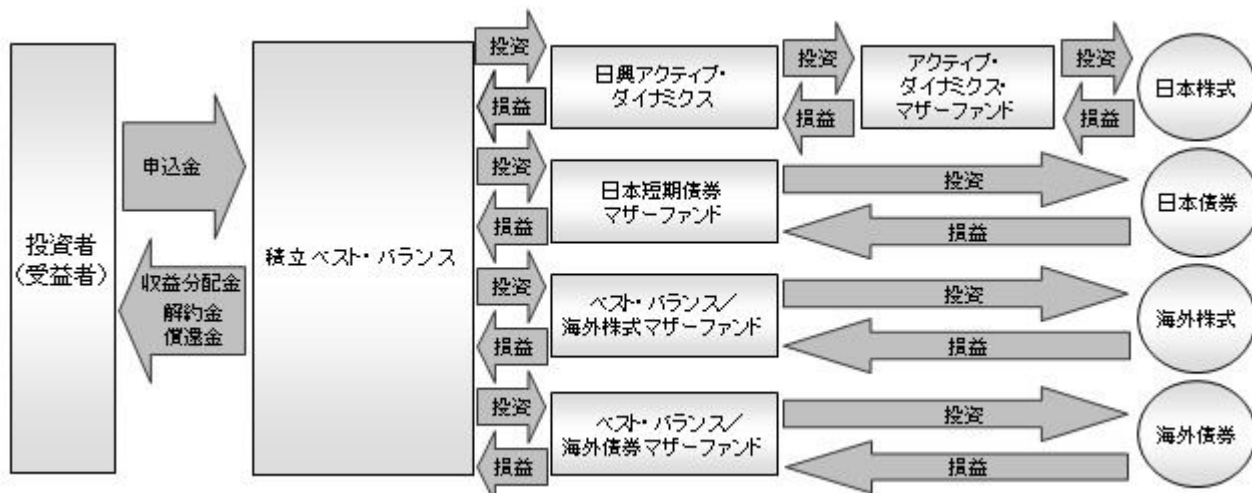 投資者
(受益者)
申込金
収益分配金
解約金
償還金
積立ベスト・バランス
投資
損益
日興アクティブ・
ダイナミクス
投資
損益
アクティブ・
ダイナミクス・
マザーファンド
投資
損益
日本株式
投資
損益
日本短期債券
マザーファンド
投資
損益
日本債券
投資
損益
ベスト・バランス/
海外株式マザーファンド
投資
損益
海外株式
投資
損益
ベスト・バランス/
海外債券マザーファンド
投資
損益
海外債券